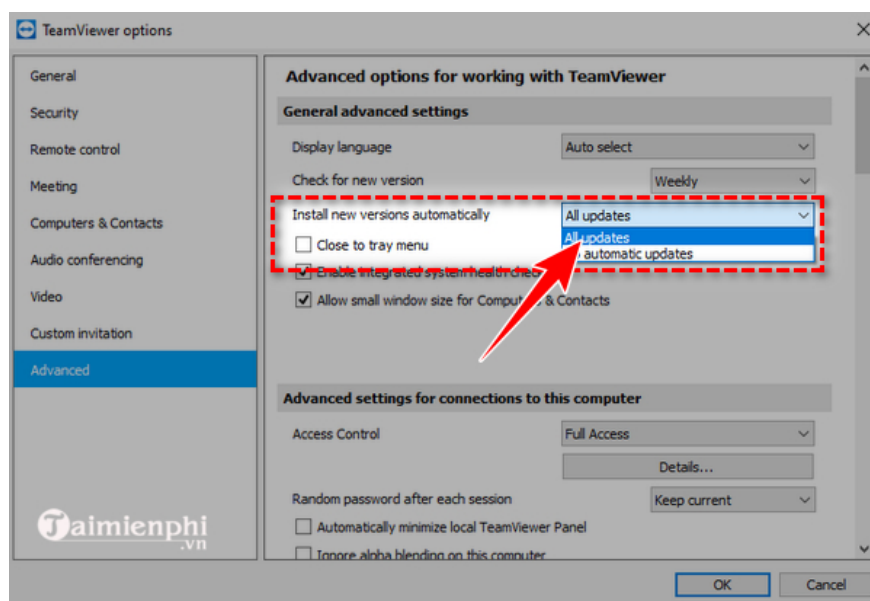 TeamViewer options
General
Security
Remote control
Meeting
Computers & Contacts
Audio conferencing
Video
Custom invitation
Advanced
Advanced options for working with TeamViewer
General advanced settings
Display language
Auto select
Check for new version
Weekly
Install new versions automatically
All updates
All updates
automatic updates
Close to tray menu
Enable integrated system health
Allow small window size for Computers & Contacts
Advanced settings for connections to this computer
Access Control
Full Access
Details...
Random password after each session
Keep current
Automatically minimize local TeamViewer Panel
Ignore alpha blending on this computer
Taimienphi
.vn
OK
Cancel